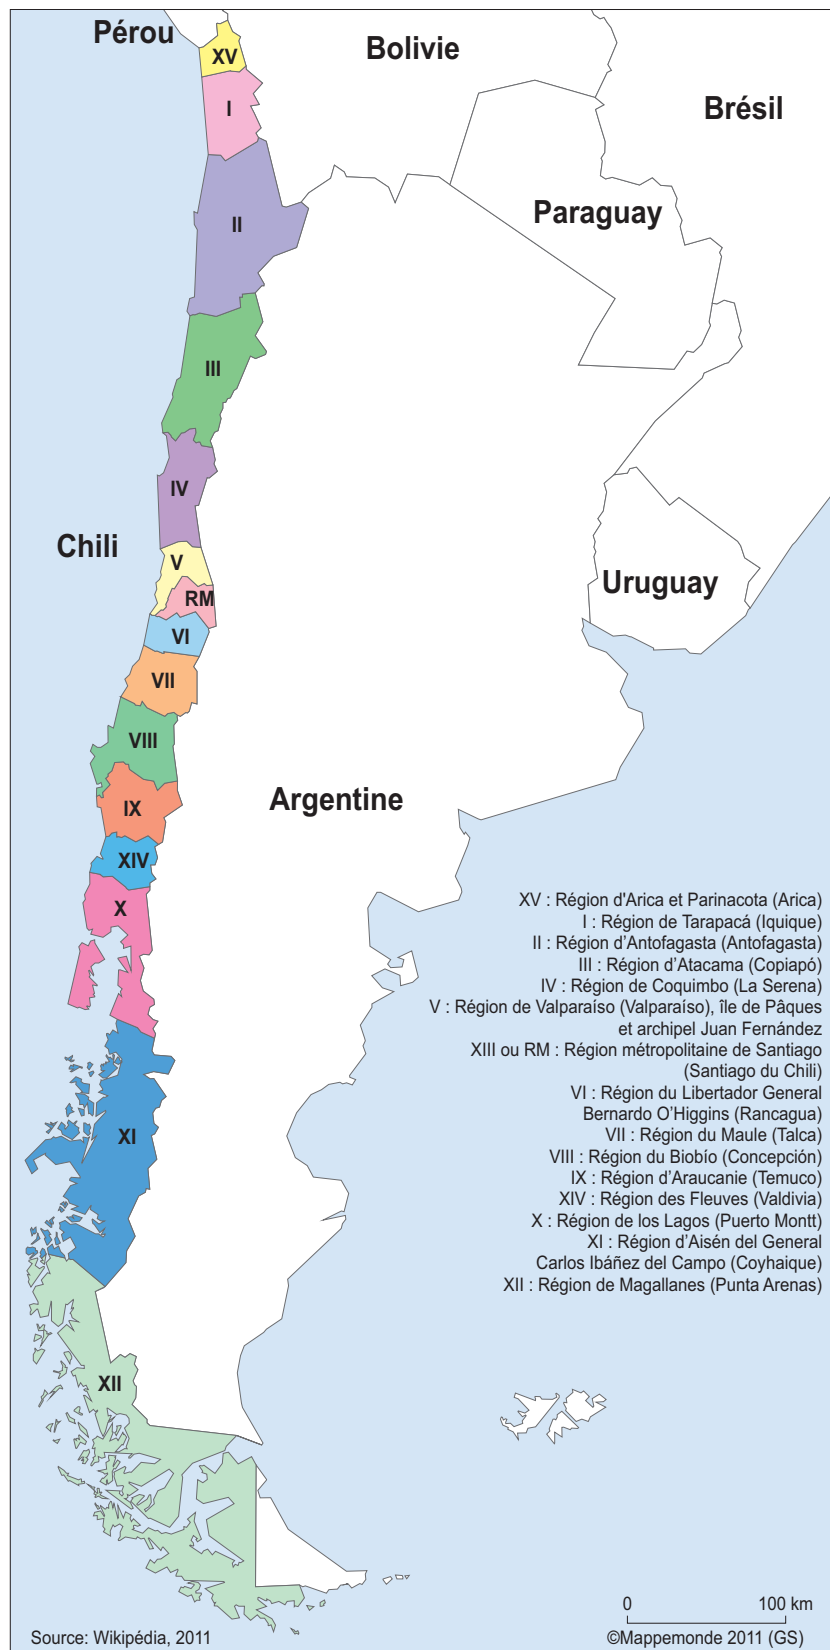 Pérou
Bolivie
XV
Brésil
I
Paraguay
II
III
IV
Chili
V
Uruguay
RM
VI
VII
VIII
Argentine
IX
XIV
X
XV : Région d'Arica et Parinacota (Arica)
I : Région de Tarapacá (Iquique)
II : Région d’Antofagasta (Antofagasta)
III : Région d’Atacama (Copiapó)
IV : Région de Coquimbo (La Serena)
V : Région de Valparaíso (Valparaíso), île de Pâques
et archipel Juan Fernández
XIII ou RM : Région métropolitaine de Santiago
(Santiago du Chili)
VI : Région du Libertador General
Bernardo O’Higgins (Rancagua)
VII : Région du Maule (Talca)
VIII : Région du Biobío (Concepción)
IX : Région d’Araucanie (Temuco)
XIV : Région des Fleuves (Valdivia)
X : Région de los Lagos (Puerto Montt)
XI : Région d’Aisén del General
Carlos Ibáñez del Campo (Coyhaique)
XII : Région de Magallanes (Punta Arenas)
XI
XII
0 100 km
Source: Wikipédia, 2011
©Mappemonde 2011 (GS)